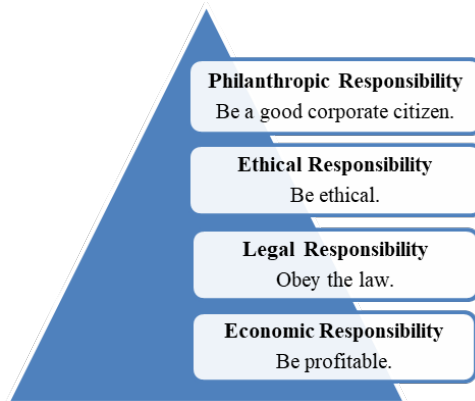 Philanthropic Responsibility
Be a good corporate citizen.
Ethical Responsibility
Be ethical.
Legal Responsibility
Obey the law.
Economic Responsibility
Be profitable.